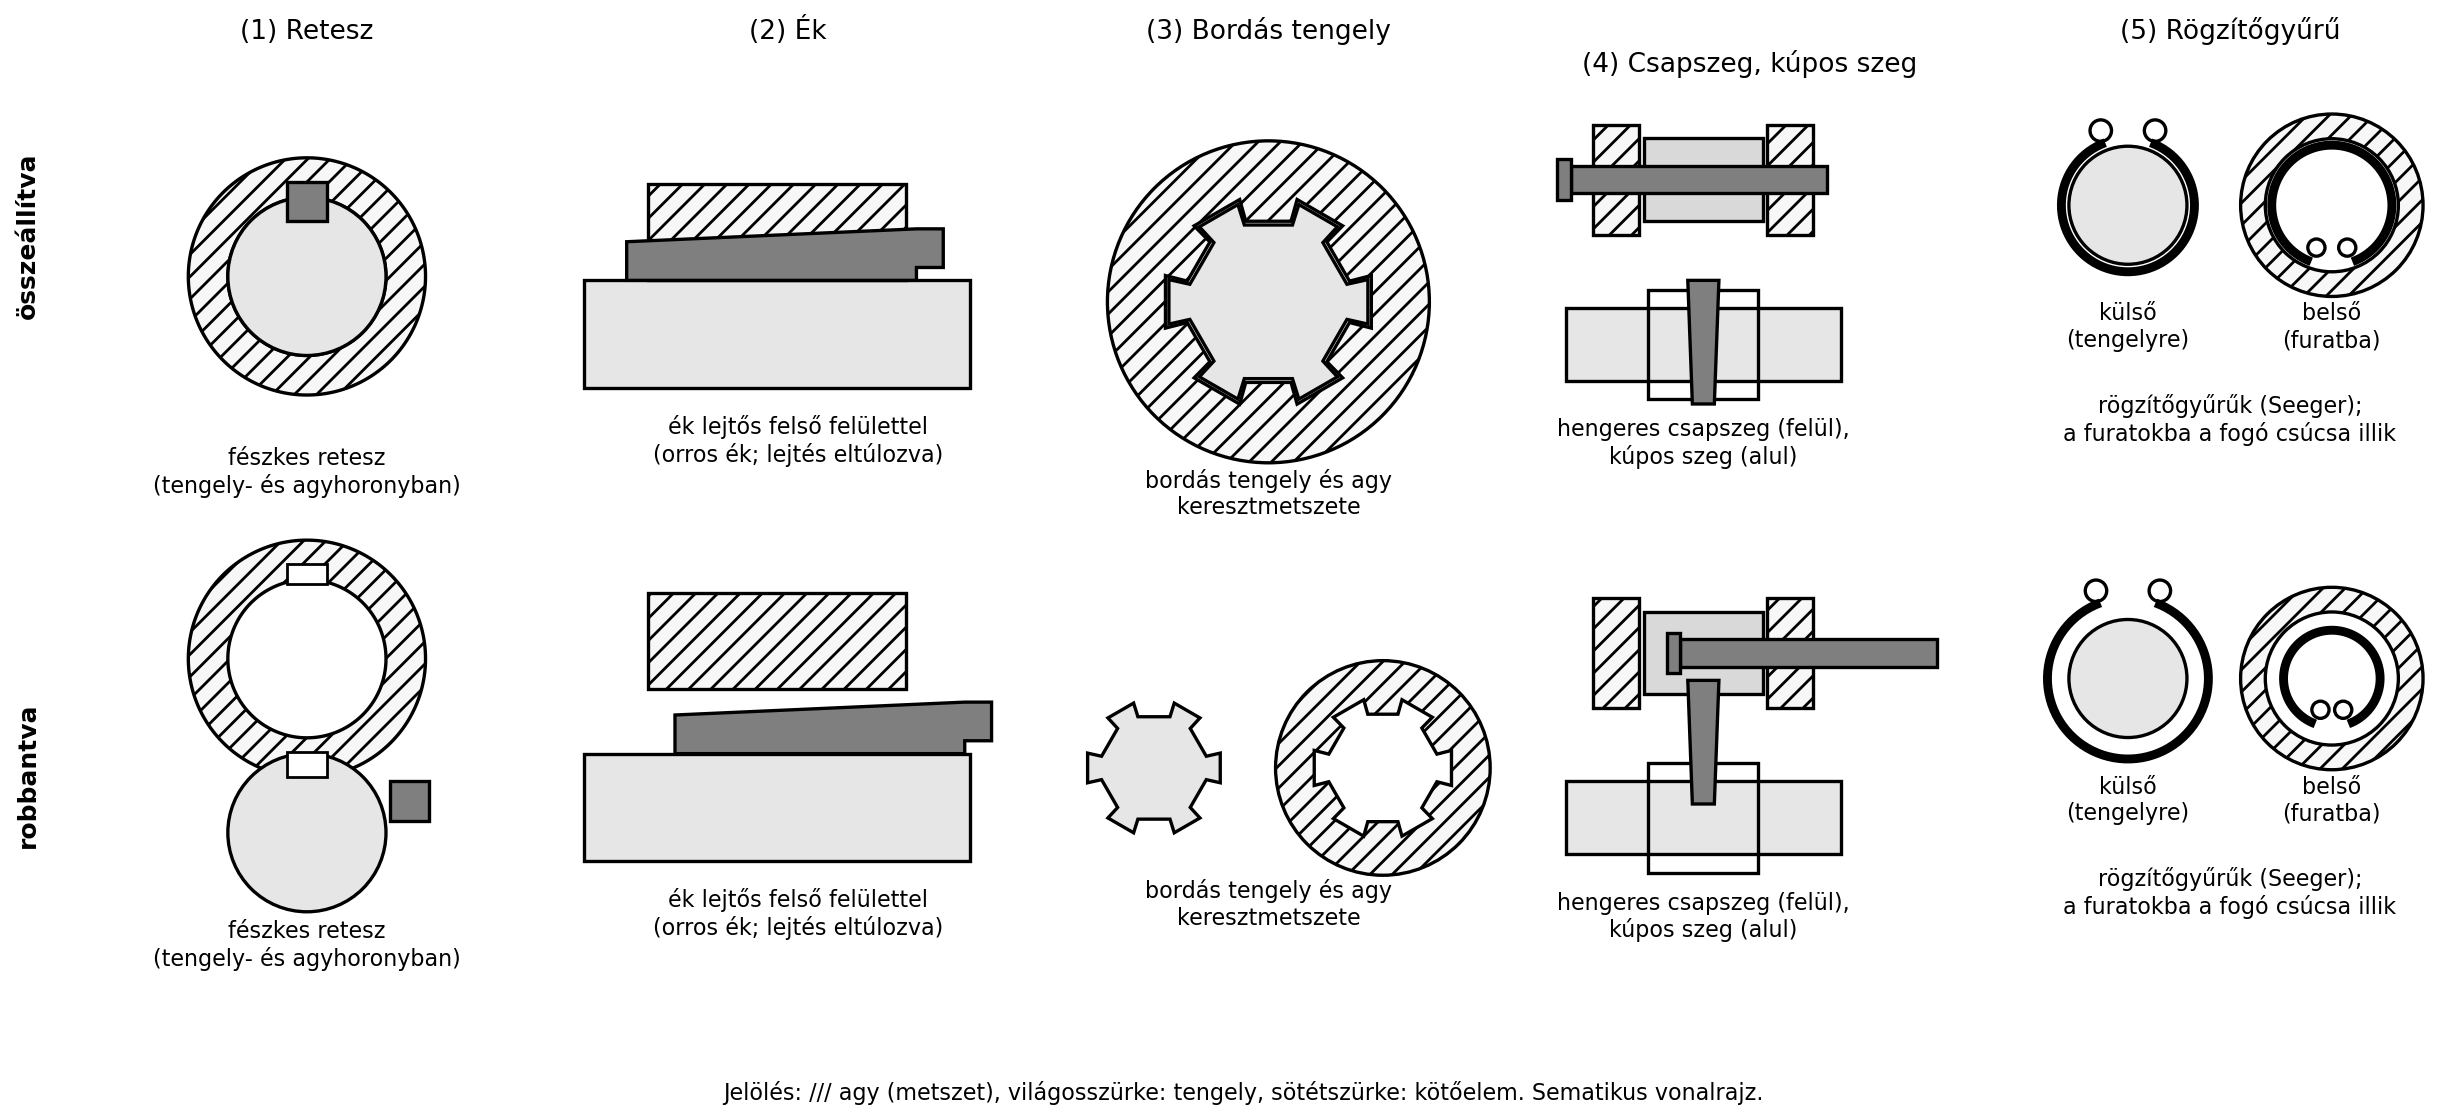 (1) Retesz
(2) Ék
(3) Bordás tengely
(4) Csapszeg, kúpos szeg
(5) Rögzítőgyűrű
összeállítva
fészkes retesz
(tengely- és agyhoronyban)
ék lejtős felső felülettel
(orros ék; lejtés eltúlozva)
bordás tengely és agy
keresztmetszete
hengeres csapszeg (felül),
kúpos szeg (alul)
külső
(tengelyre)
belső
(furatba)
rögzítőgyűrűk (Seeger);
a furatokba a fogó csúcsa illik
robbantva
fészkes retesz
(tengely- és agyhoronyban)
ék lejtős felső felülettel
(orros ék; lejtés eltúlozva)
bordás tengely és agy
keresztmetszete
hengeres csapszeg (felül),
kúpos szeg (alul)
külső
(tengelyre)
belső
(furatba)
rögzítőgyűrűk (Seeger);
a furatokba a fogó csúcsa illik
Jelölés: /// agy (metszet), világosszürke: tengely, sötétszürke: kötőelem. Sematikus vonalrajz.